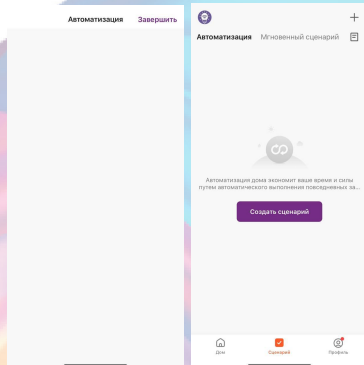 Автоматизация Завершить
Автоматизация Мгновенный сценарий
Автоматизация дома экономит ваше время и силы
путем автоматического выполнения повседневных за...
Создать сценарий
Дом Сценарий Профиль